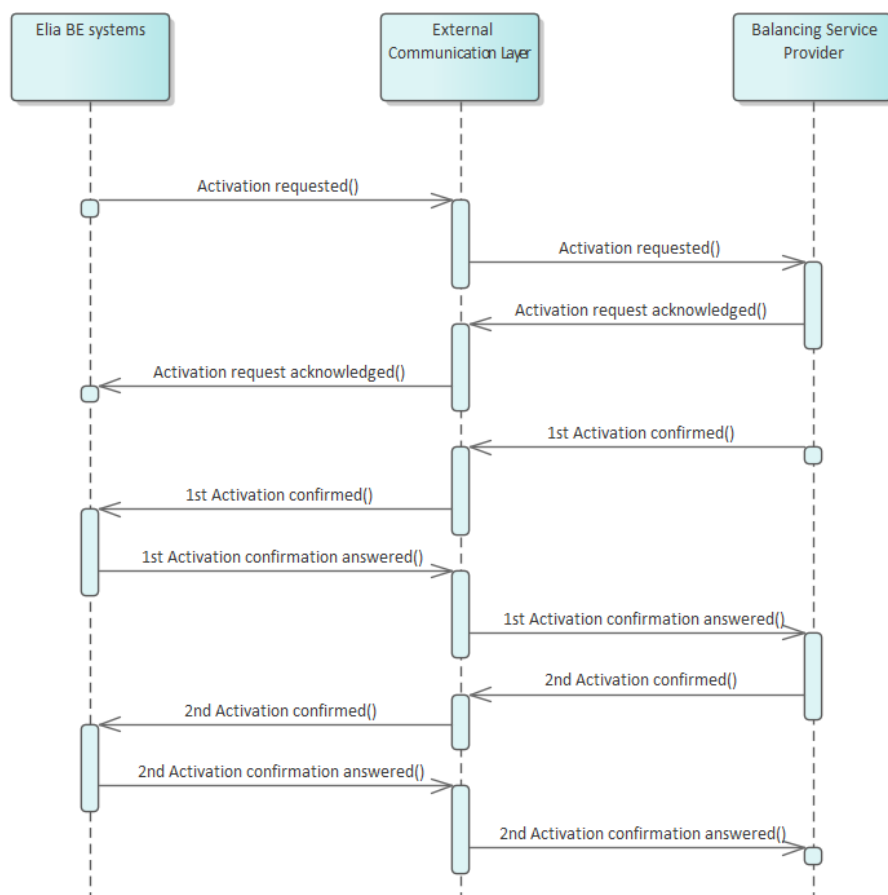 Elia BE systems
External
Communication Layer
Balancing Service
Provider
Activation requested()
Activation requested()
Activation request acknowledged()
Activation request acknowledged()
1st Activation confirmed()
1st Activation confirmed()
1st Activation confirmation answered()
1st Activation confirmation answered()
2nd Activation confirmed()
2nd Activation confirmed()
2nd Activation confirmation answered()
2nd Activation confirmation answered()